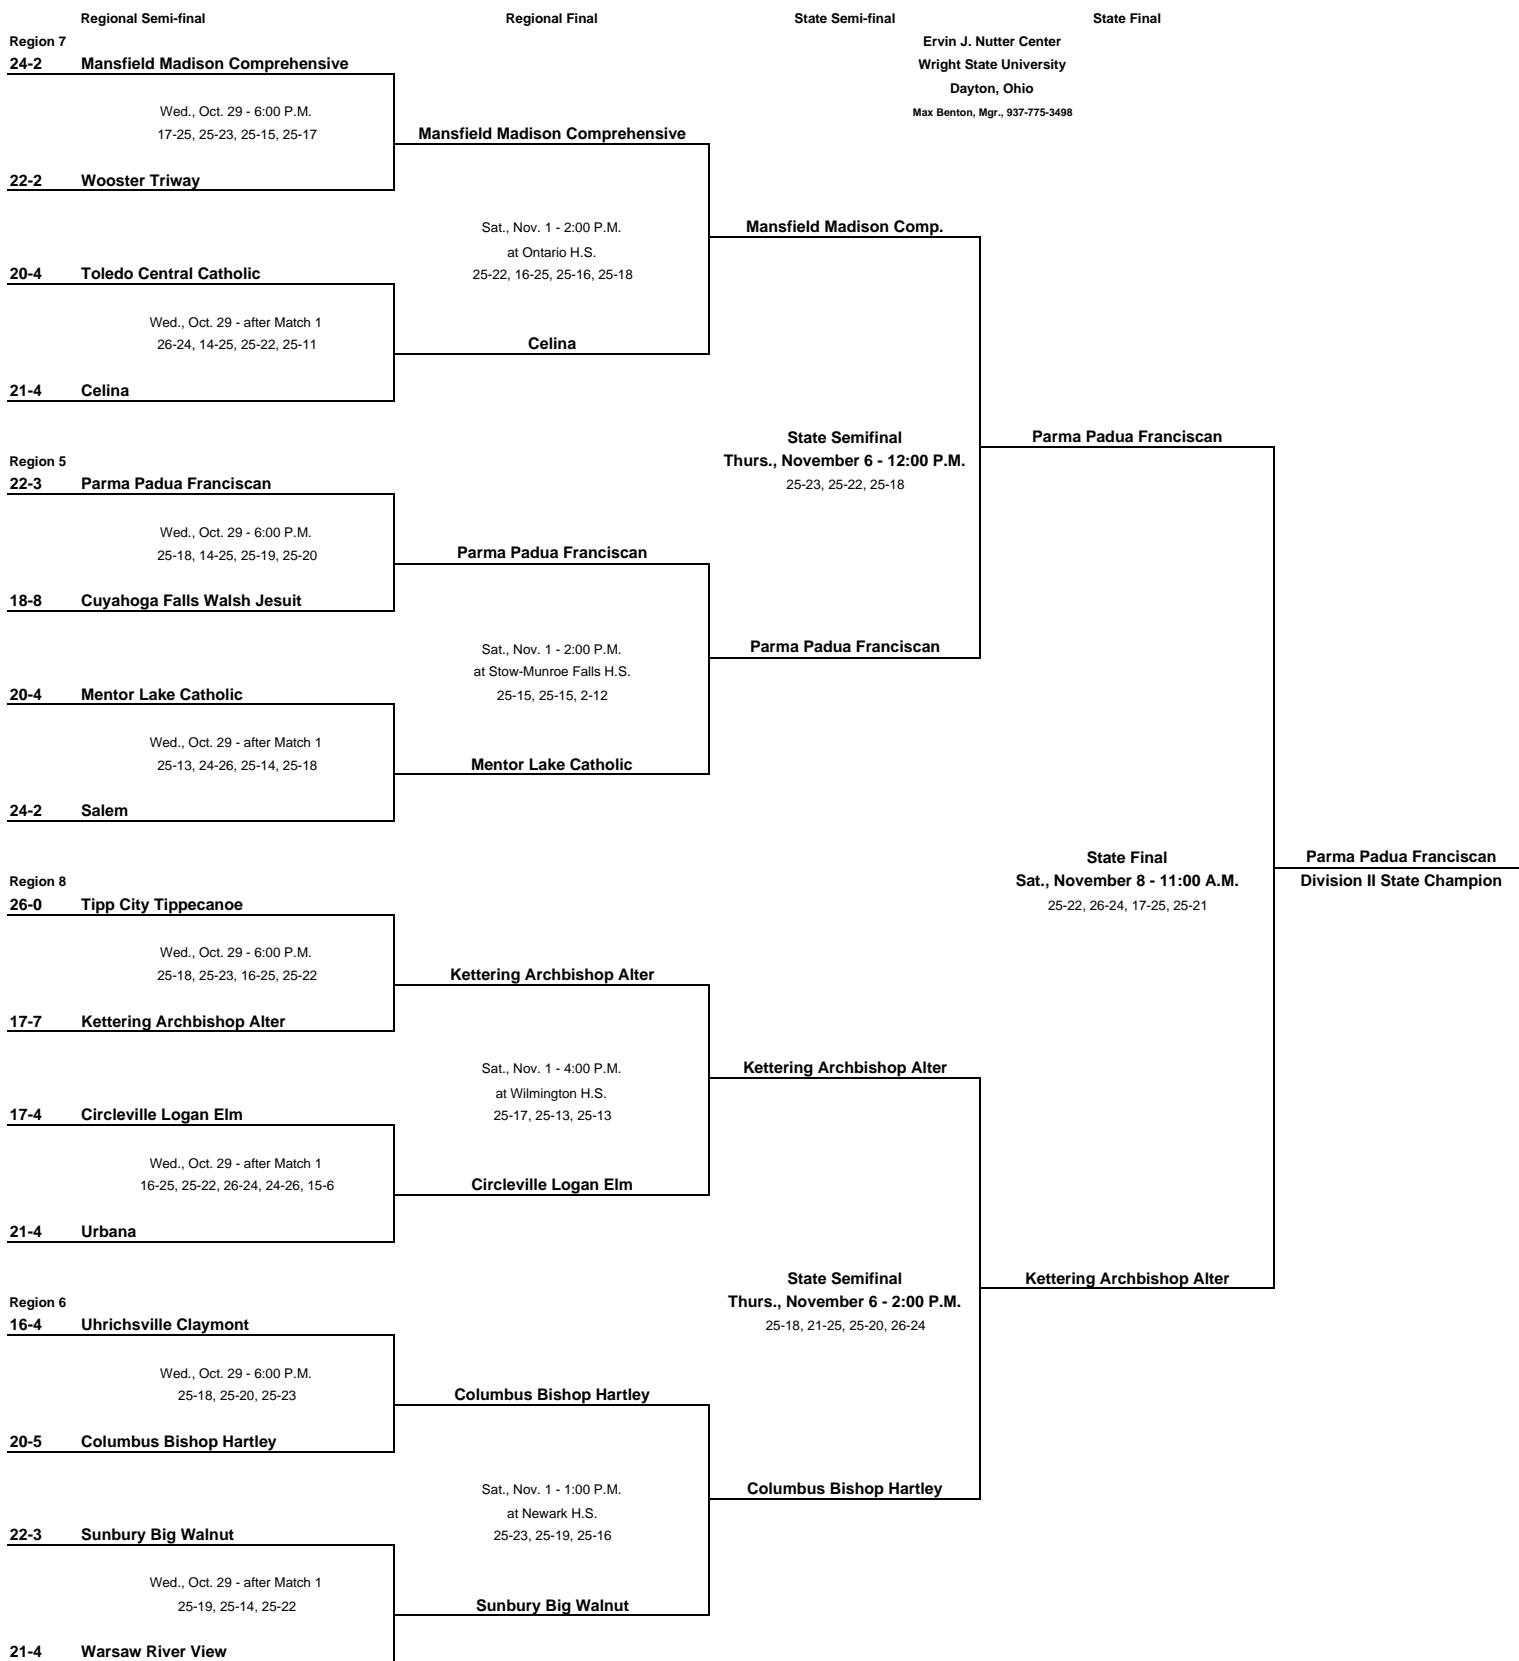 Regional Semi-final Regional Final State Semi-final State Final
Region 7 Ervin J. Nutter Center
24-2 Mansfield Madison Comprehensive Wright State University
Dayton, Ohio
Wed., Oct. 29 - 6:00 P.M. Max Benton, Mgr., 937-775-3498
17-25, 25-23, 25-15, 25-17 Mansfield Madison Comprehensive
22-2 Wooster Triway
Sat., Nov. 1 - 2:00 P.M. Mansfield Madison Comp.
at Ontario H.S.
20-4 Toledo Central Catholic 25-22, 16-25, 25-16, 25-18
Wed., Oct. 29 - after Match 1
26-24, 14-25, 25-22, 25-11 Celina
21-4 Celina
State Semifinal Parma Padua Franciscan
Region 5 Thurs., November 6 - 12:00 P.M.
22-3 Parma Padua Franciscan 25-23, 25-22, 25-18
Wed., Oct. 29 - 6:00 P.M.
25-18, 14-25, 25-19, 25-20 Parma Padua Franciscan
18-8 Cuyahoga Falls Walsh Jesuit
Sat., Nov. 1 - 2:00 P.M. Parma Padua Franciscan
at Stow-Munroe Falls H.S.
20-4 Mentor Lake Catholic 25-15, 25-15, 2-12
Wed., Oct. 29 - after Match 1
25-13, 24-26, 25-14, 25-18 Mentor Lake Catholic
24-2 Salem
State Final Parma Padua Franciscan
Region 8 Sat., November 8 - 11:00 A.M. Division II State Champion
26-0 Tipp City Tippecanoe 25-22, 26-24, 17-25, 25-21
Wed., Oct. 29 - 6:00 P.M.
25-18, 25-23, 16-25, 25-22 Kettering Archbishop Alter
17-7 Kettering Archbishop Alter
Sat., Nov. 1 - 4:00 P.M. Kettering Archbishop Alter
at Wilmington H.S.
17-4 Circleville Logan Elm 25-17, 25-13, 25-13
Wed., Oct. 29 - after Match 1
16-25, 25-22, 26-24, 24-26, 15-6 Circleville Logan Elm
21-4 Urbana
State Semifinal Kettering Archbishop Alter
Region 6 Thurs., November 6 - 2:00 P.M.
16-4 Uhrichsville Claymont 25-18, 21-25, 25-20, 26-24
Wed., Oct. 29 - 6:00 P.M.
25-18, 25-20, 25-23 Columbus Bishop Hartley
20-5 Columbus Bishop Hartley
Sat., Nov. 1 - 1:00 P.M. Columbus Bishop Hartley
at Newark H.S.
22-3 Sunbury Big Walnut 25-23, 25-19, 25-16
Wed., Oct. 29 - after Match 1
25-19, 25-14, 25-22 Sunbury Big Walnut
21-4 Warsaw River View